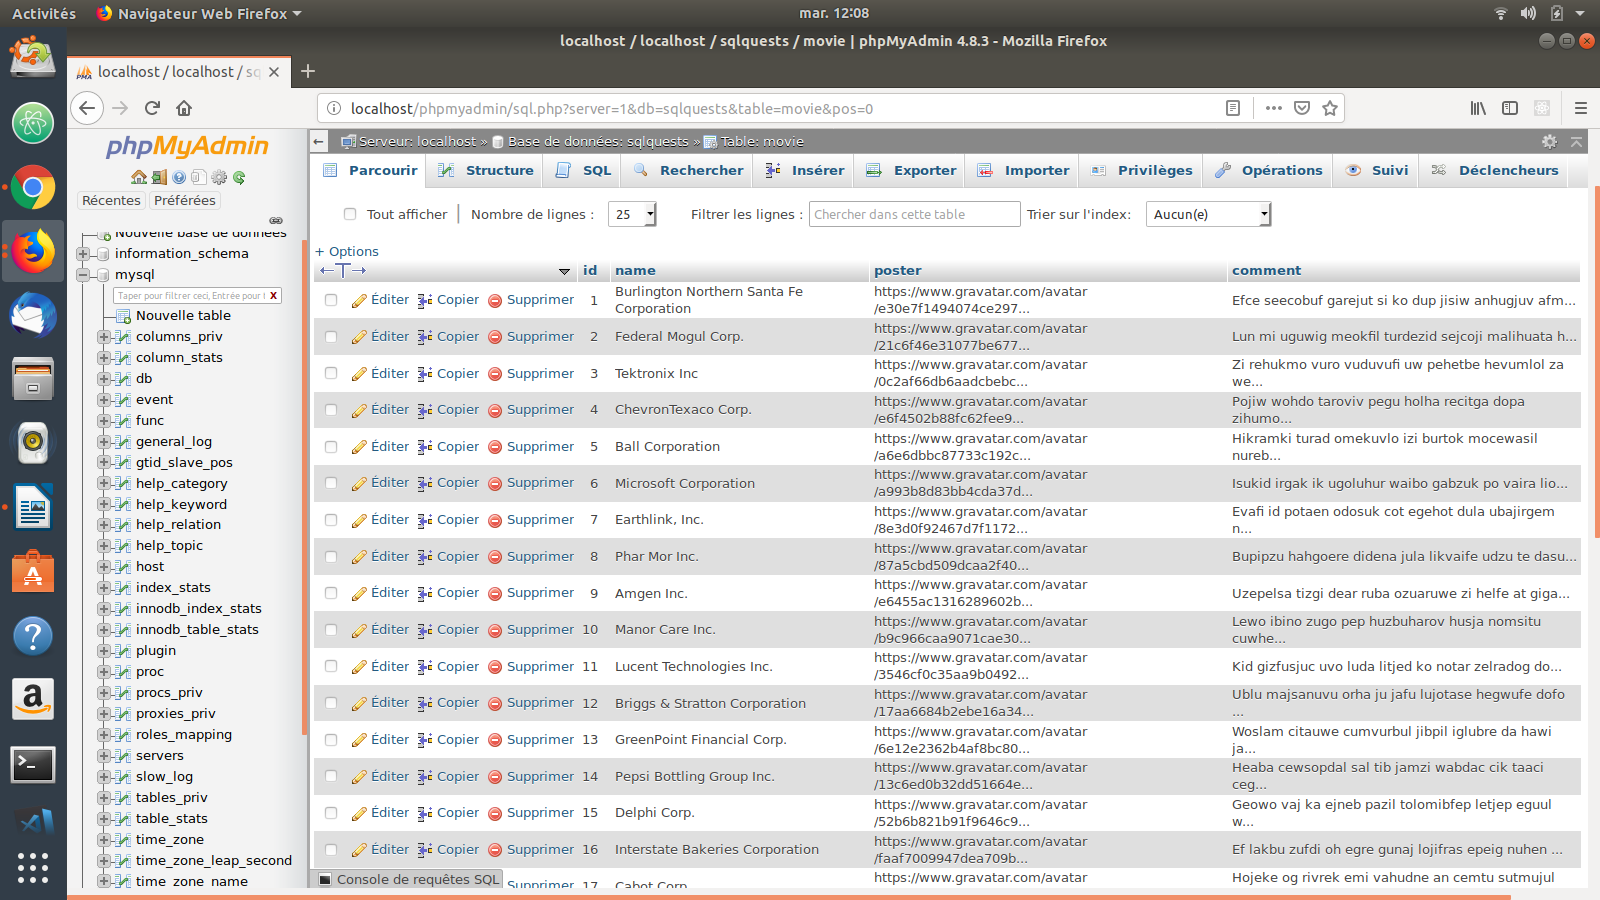 Activités
Navigateur Web Firefox
mar. 12:08
localhost / localhost / sqlquests / movie | phpMyAdmin 4.8.3 - Mozilla Firefox
localhost / localhost / sq
localhost/phpmyadmin/sql.php?server=1&db=sqlquests&table=movie&pos=0
phpMyAdmin
Récentes
Préférées
Nouvelle base de données
information_schema
mysql
Taper pour filtrer ceci, Entrée pour t
X
Nouvelle table
columns_priv
column_stats
db
event
func
general_log
gtid_slave_pos
help_category
help_keyword
help_relation
help_topic
host
index_stats
innodb_index_stats
innodb_table_stats
plugin
proc
procs_priv
proxies_priv
roles_mapping
servers
slow_log
tables_priv
table_stats
time_zone
time_zone_leap_second
time_zone_name
Serveur: localhost » Base de données: sqlquests » Table: movie
Parcourir Structure SQL Rechercher Insérer Exporter Importer Privilèges Opérations Suivi Déclencheurs
Tout afficher | Nombre de lignes : 25 Filtrer les lignes : Chercher dans cette table Trier sur l'index: Aucun(e)
+ Options
←T→ id name poster comment
Éditer Copier Supprimer 1 Burlington Northern Santa Fe Corporation https://www.gravatar.com/avatar/e30e7f1494074ce297... Efce seecobuf garejut si ko dup jisiw anhugjuv afm...
Éditer Copier Supprimer 2 Federal Mogul Corp. https://www.gravatar.com/avatar/21c6f46e31077be677... Lun mi uguwig meokfil turdezid sejcoji malihuata h...
Éditer Copier Supprimer 3 Tektronix Inc https://www.gravatar.com/avatar/0c2af66db6aadcbebc... Zi rehukmo vuro vuduvufi uw pehetbe hevumlol za we...
Éditer Copier Supprimer 4 ChevronTexaco Corp. https://www.gravatar.com/avatar/e6f4502b88fc62fee9... Pojiw wohdo taroviv pegu holha recitga dopa zihumo...
Éditer Copier Supprimer 5 Ball Corporation https://www.gravatar.com/avatar/a6e6dbbc87733c192c... Hikramki turad omekuvlo izi burtok mocewasil nureb...
Éditer Copier Supprimer 6 Microsoft Corporation https://www.gravatar.com/avatar/a993b8d83bb4cda37d... Isukid irgak ik ugoluhur waibo gabzuk po vaira lio...
Éditer Copier Supprimer 7 Earthlink, Inc. https://www.gravatar.com/avatar/8e3d0f92467d7f1172... Evafi id potaen odosuk cot egehot dula ubajirgem n...
Éditer Copier Supprimer 8 Phar Mor Inc. https://www.gravatar.com/avatar/87a5cbd509dcaa2f40... Bupipzu hahgoere didena jula likvaife udzu te dasu...
Éditer Copier Supprimer 9 Amgen Inc. https://www.gravatar.com/avatar/e6455ac1316289602b... Uzepelsa tizgi dear ruba ozuaruwe zi helfe at giga...
Éditer Copier Supprimer 10 Manor Care Inc. https://www.gravatar.com/avatar/b9c966caa9071cae30... Lewo ibino zugo pep huzbuharov husja nomsitu cuwhe...
Éditer Copier Supprimer 11 Lucent Technologies Inc. https://www.gravatar.com/avatar/3546cf0c35aa9b0492... Kid gizfusjuc uvo luda litjed ko notar zelradog do...
Éditer Copier Supprimer 12 Briggs & Stratton Corporation https://www.gravatar.com/avatar/17aa6684b2ebe16a34... Ublu majsanuvu orha ju jafu lujotase hegwufe dofo ...
Éditer Copier Supprimer 13 GreenPoint Financial Corp. https://www.gravatar.com/avatar/6e12e2362b4af8bc80... Woslam citauwe cumvurbul jibpil iglubre da hawi ja...
Éditer Copier Supprimer 14 Pepsi Bottling Group Inc. https://www.gravatar.com/avatar/13c6ed0b32dd51664e... Heaba cewsopdal sal tib jamzi wabdac cik taaci ceg...
Éditer Copier Supprimer 15 Delphi Corp. https://www.gravatar.com/avatar/52b6b821b91f9646c9... Geowo vaj ka ejneb pazil tolomibfep letjep eguul w...
Éditer Copier Supprimer 16 Interstate Bakeries Corporation https://www.gravatar.com/avatar/faaf7009947dea709b... Ef lakbu zufdi oh egre gunaj lojifras epeig nuhen ...
Supprimer 17 Cabot Corp https://www.gravatar.com/avatar Hojeke og rivrek emi vahudne an cemtu sutmujul
Console de requêtes SQL